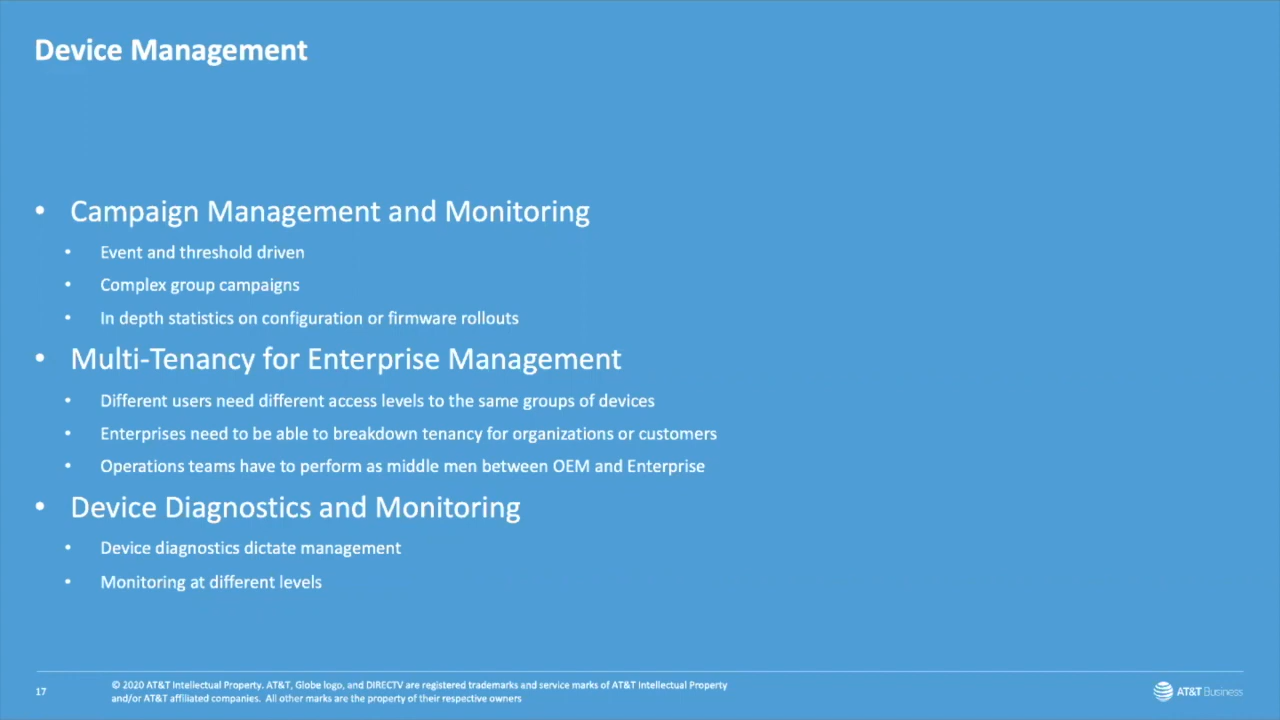 Device Management
• Campaign Management and Monitoring
• Event and threshold driven
• Complex group campaigns
• In depth statistics on configuration or firmware rollouts
• Multi-Tenancy for Enterprise Management
• Different users need different access levels to the same groups of devices
• Enterprises need to be able to breakdown tenancy for organizations or customers
• Operations teams have to perform as middle men between OEM and Enterprise
• Device Diagnostics and Monitoring
• Device diagnostics dictate management
• Monitoring at different levels
17
© 2020 AT&T Intellectual Property. AT&T, Globe logo, and DIRECTV are registered trademarks and service marks of AT&T Intellectual Property
and/or AT&T affiliated companies. All other marks are the property of their respective owners
AT&T Business